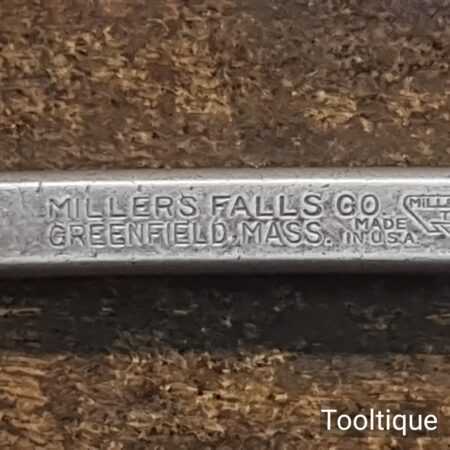 MILLERS FALLS CO.
GREENFIELD, MASS. MADE IN U.S.A.
Tooltique